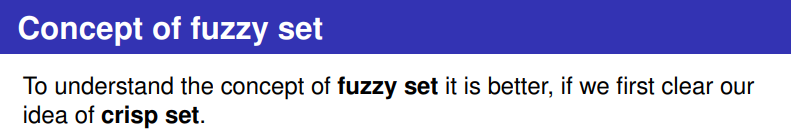 Concept of fuzzy set
To understand the concept of fuzzy set it is better, if we first clear our
idea of crisp set.